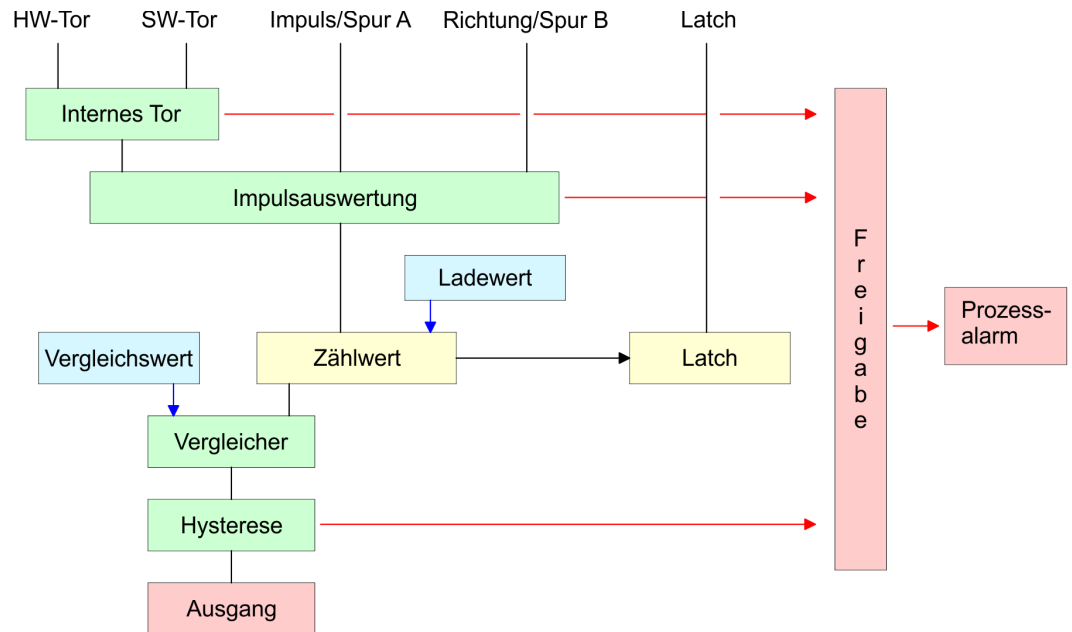 HW-Tor
SW-Tor
Impuls/Spur A
Richtung/Spur B
Latch
Internes Tor
Impulsauswertung
Ladewert
Vergleichswert
Zählwert
Latch
Vergleicher
Hysterese
Ausgang
Freigabe
Prozess-
alarm